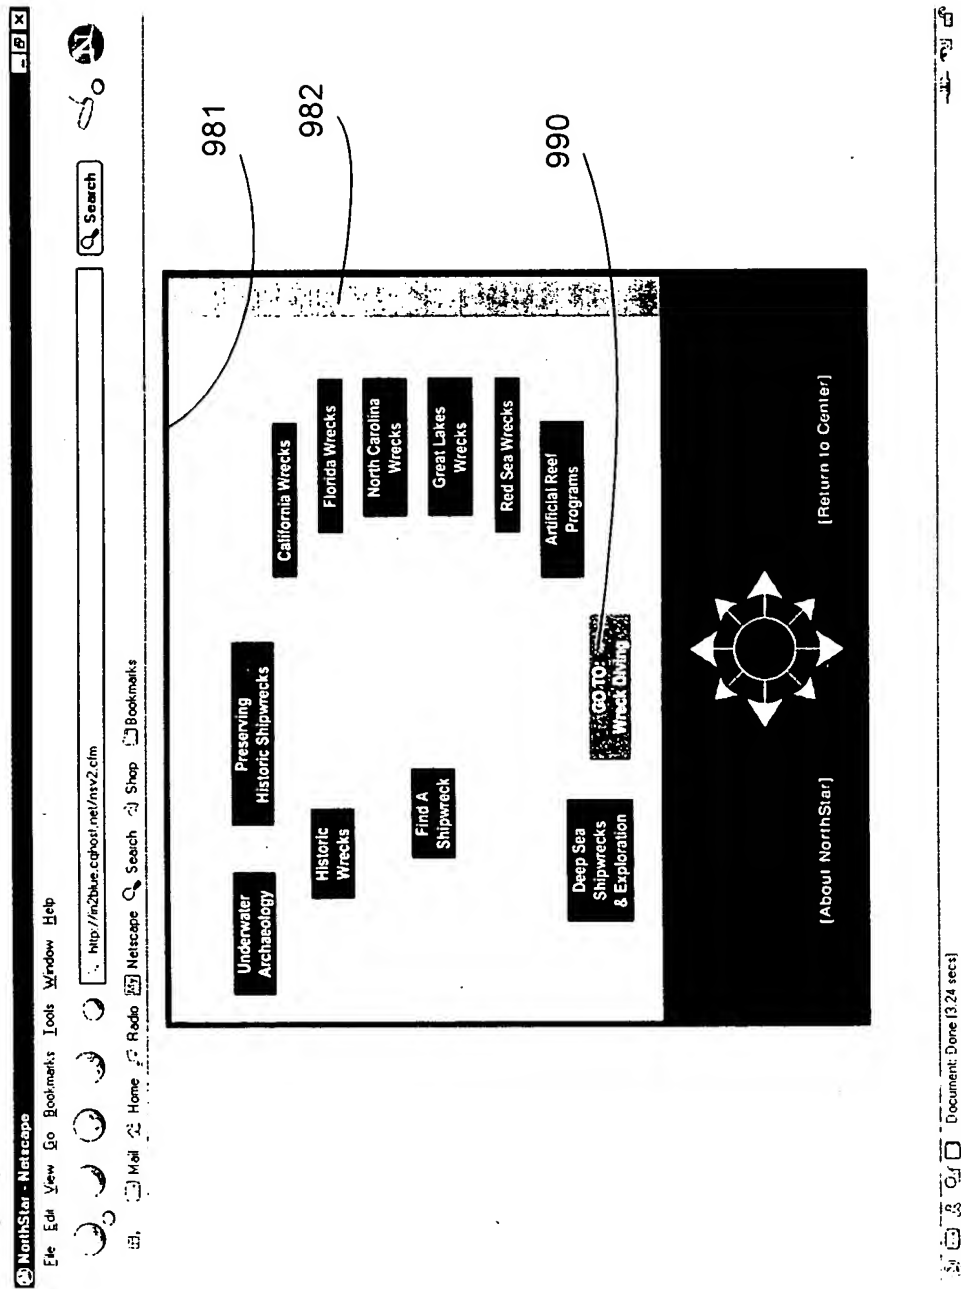 NorthStar - Netscape
File Edit View Go Bookmarks Tools Window Help
http://in2blue.cqhost.net/nsv2.cfm
Search
Mail Home Radio My Netscape Search Shop Bookmarks
981
982
990
Underwater
Archaeology
Preserving
Historic Shipwrecks
California Wrecks
Historic
Wrecks
Florida Wrecks
North Carolina
Wrecks
Find A
Shipwreck
Great Lakes
Wrecks
Red Sea Wrecks
Artificial Reef
Programs
Deep Sea
Shipwrecks
& Exploration
GO TO:
Wreck Diving
[About NorthStar]
[Return to Center]
Document: Done (3.24 secs)